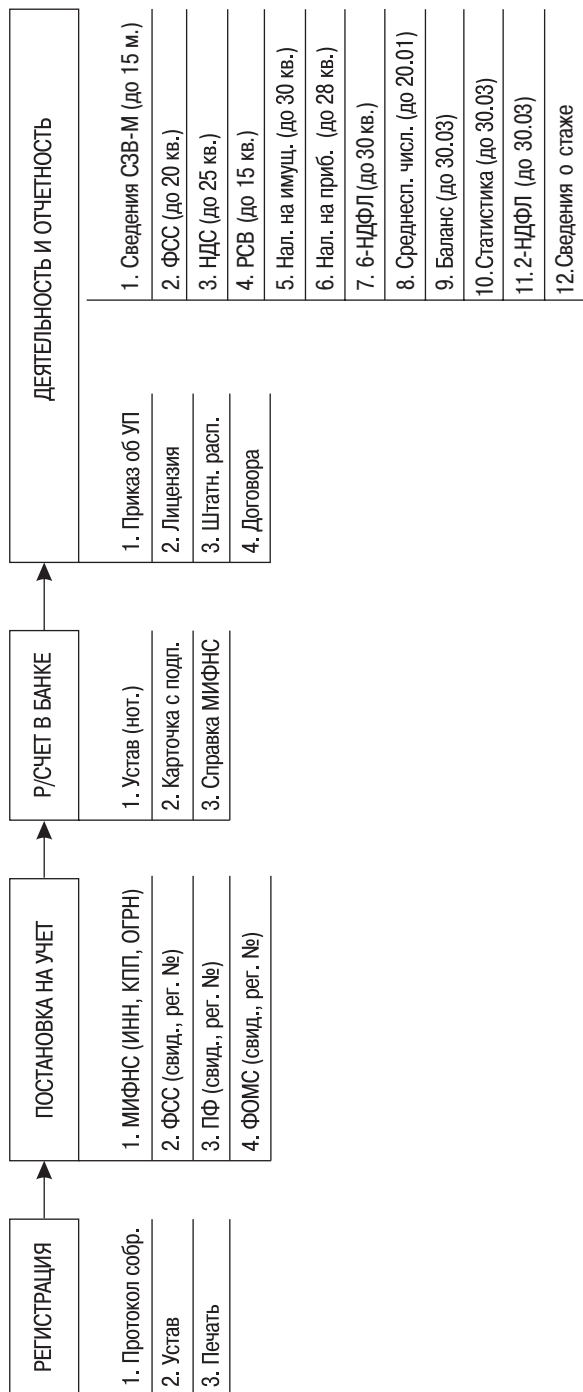 РЕГИСТРАЦИЯ
1. Протокол собр.
2. Устав
3. Печать
ПОСТАНОВКА НА УЧЕТ
1. МИФНС (ИНН, КПП, ОГРН)
2. ФСС (свид., рег. №)
3. ПФ (свид., рег. №)
4. ФОМС (свид., рег. №)
Р/СЧЕТ В БАНКЕ
1. Устав (нот.)
2. Карточка с подп.
3. Справка МИФНС
ДЕЯТЕЛЬНОСТЬ И ОТЧЕТНОСТЬ
1. Приказ об УП
2. Лицензия
3. Штатн. расп.
4. Договора
1. Сведения СЗВ-М (до 15 м.)
2. ФСС (до 20 кв.)
3. НДС (до 25 кв.)
4. РСВ (до 15 кв.)
5. Нал. на имущ. (до 30 кв.)
6. Нал. на приб. (до 28 кв.)
7. 6-НДФЛ (до 30 кв.)
8. Среднесп. числ. (до 20.01)
9. Баланс (до 30.03)
10. Статистика (до 30.03)
11. 2-НДФЛ (до 30.03)
12. Сведения о стаже